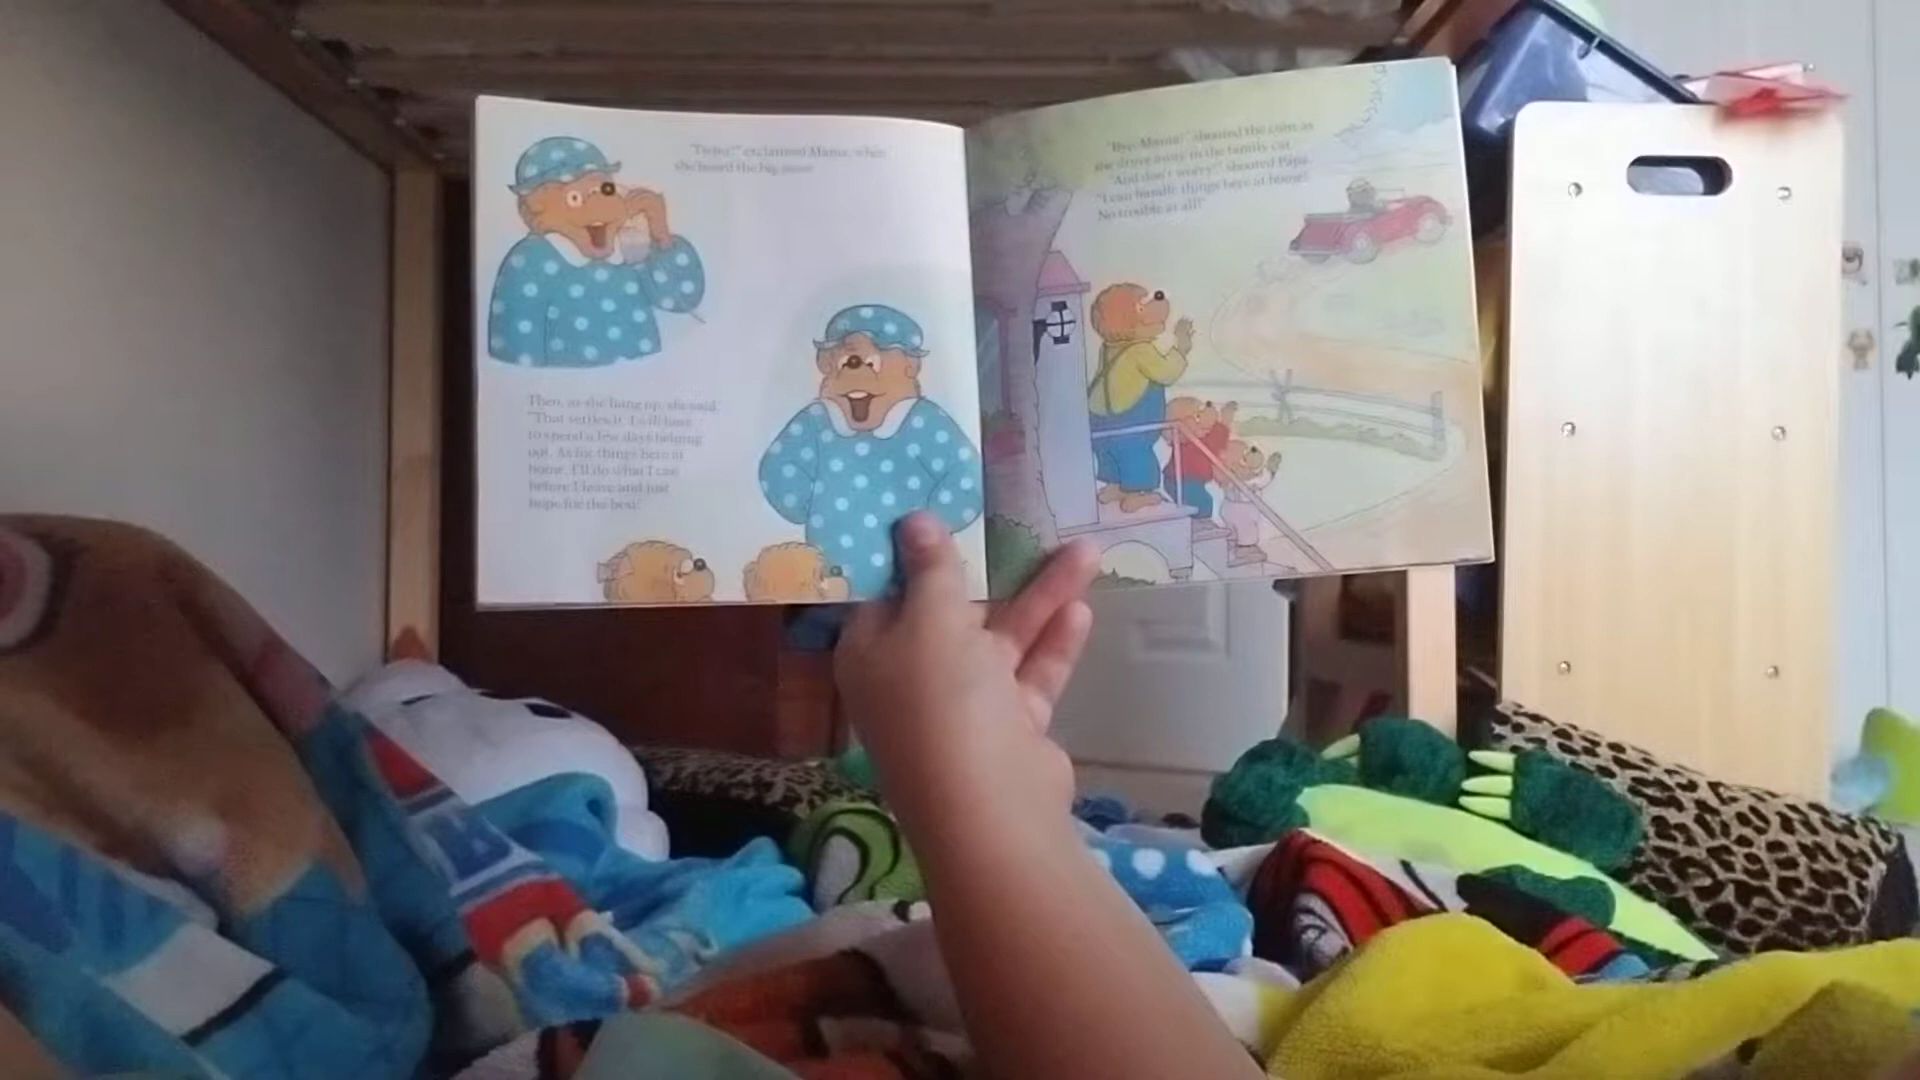 "Twins!" exclaimed Mama, when
she heard the big news.
Then, as she hung up, she said,
"That settles it. I will have
to spend a few days helping
out. As for things here at
home, I'll do what I can
before I leave and just
hope for the best."
"Bye, Mama!" shouted the cubs as
she drove away in the family car.
"And don't worry!" shouted Papa.
"I can handle things here at home!
No trouble at all!"